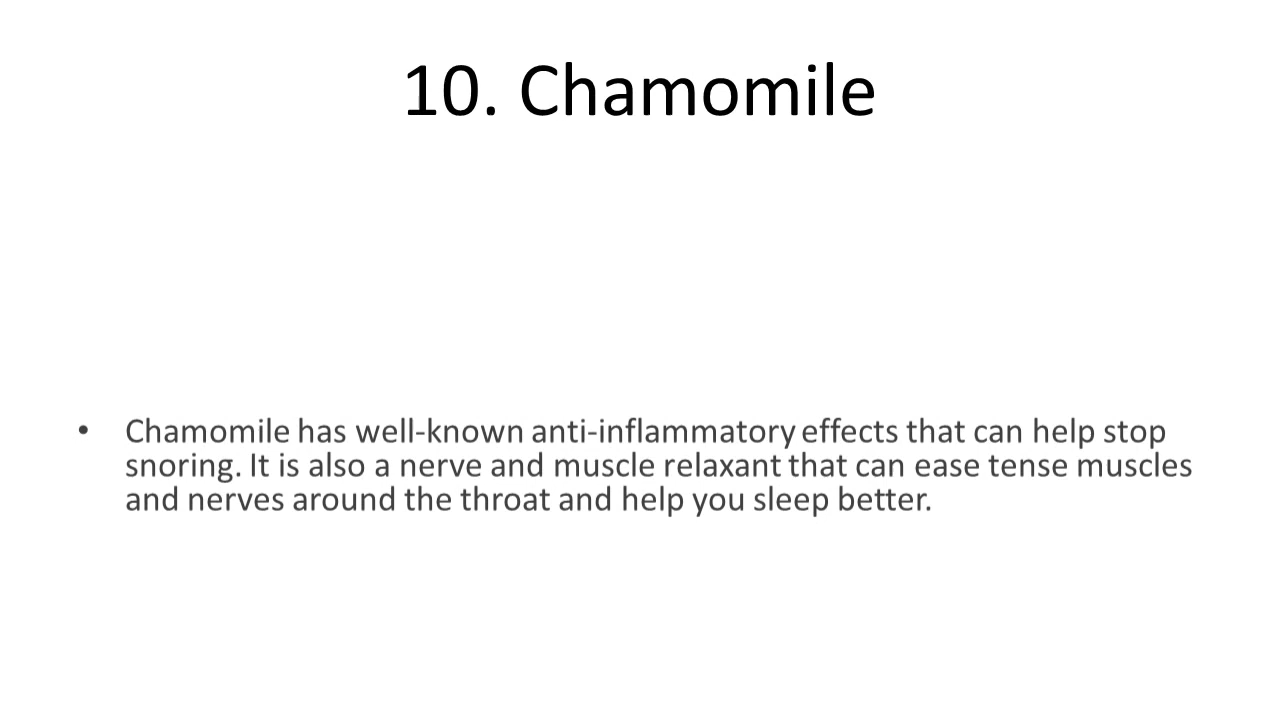 10. Chamomile
• Chamomile has well-known anti-inflammatory effects that can help stop
snoring. It is also a nerve and muscle relaxant that can ease tense muscles
and nerves around the throat and help you sleep better.